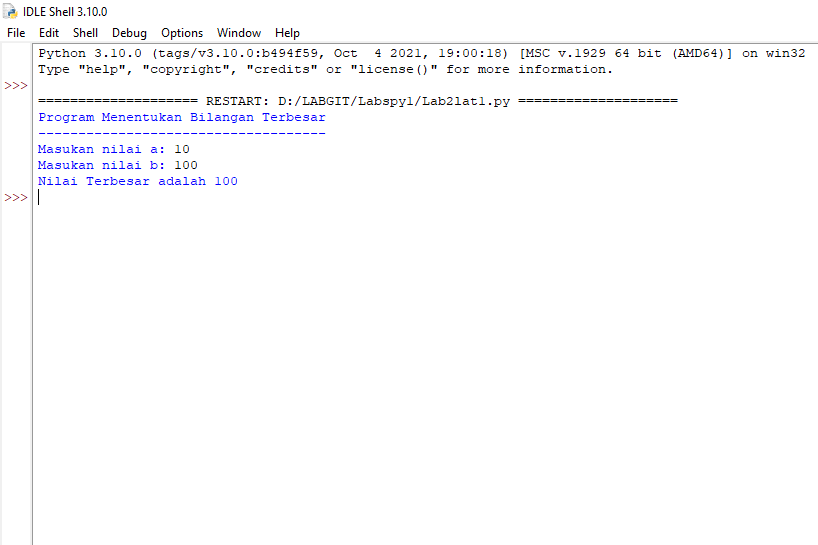 IDLE Shell 3.10.0
File Edit Shell Debug Options Window Help
Python 3.10.0 (tags/v3.10.0:b494f59, Oct  4 2021, 19:00:18) [MSC v.1929 64 bit (AMD64)] on win32
Type "help", "copyright", "credits" or "license()" for more information.
>>>
==================== RESTART: D:/LABGIT/Labspy1/Lab2lat1.py ====================
Program Menentukan Bilangan Terbesar
------------------------------------
Masukan nilai a: 10
Masukan nilai b: 100
Nilai Terbesar adalah 100
>>>